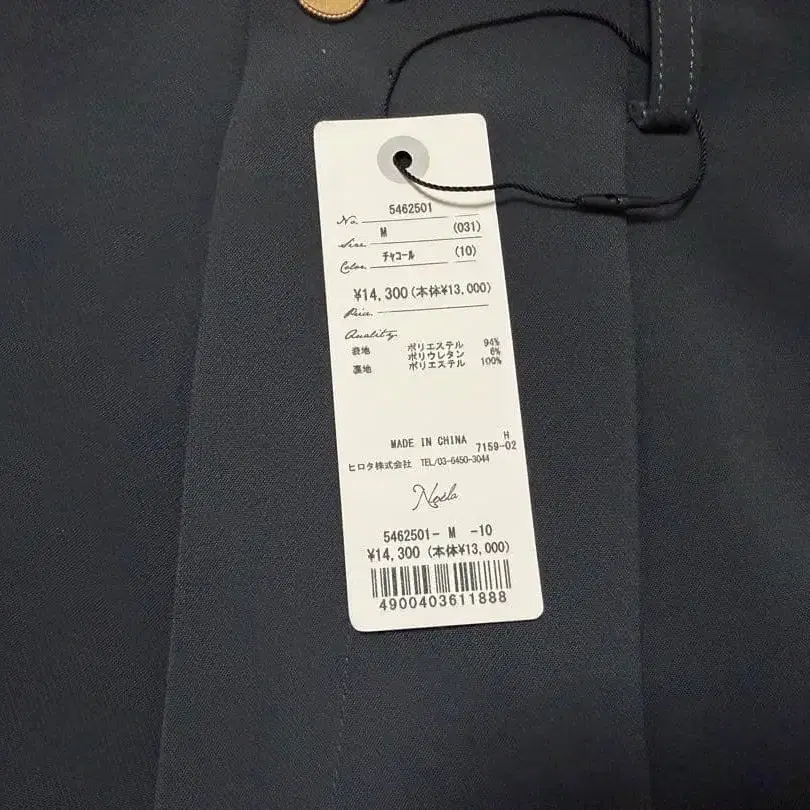 No. 5462501
Size. M (031)
Color. チャコール (10)
¥14,300(本体¥13,000)
Price.
Quality.
表地 ポリエステル 94%
ポリウレタン 6%
裏地 ポリエステル 100%
MADE IN CHINA H
7159-02
ヒロタ株式会社 TEL/03-6450-3044
Noela
5462501- M -10
¥14,300 (本体¥13,000)
4900403611888